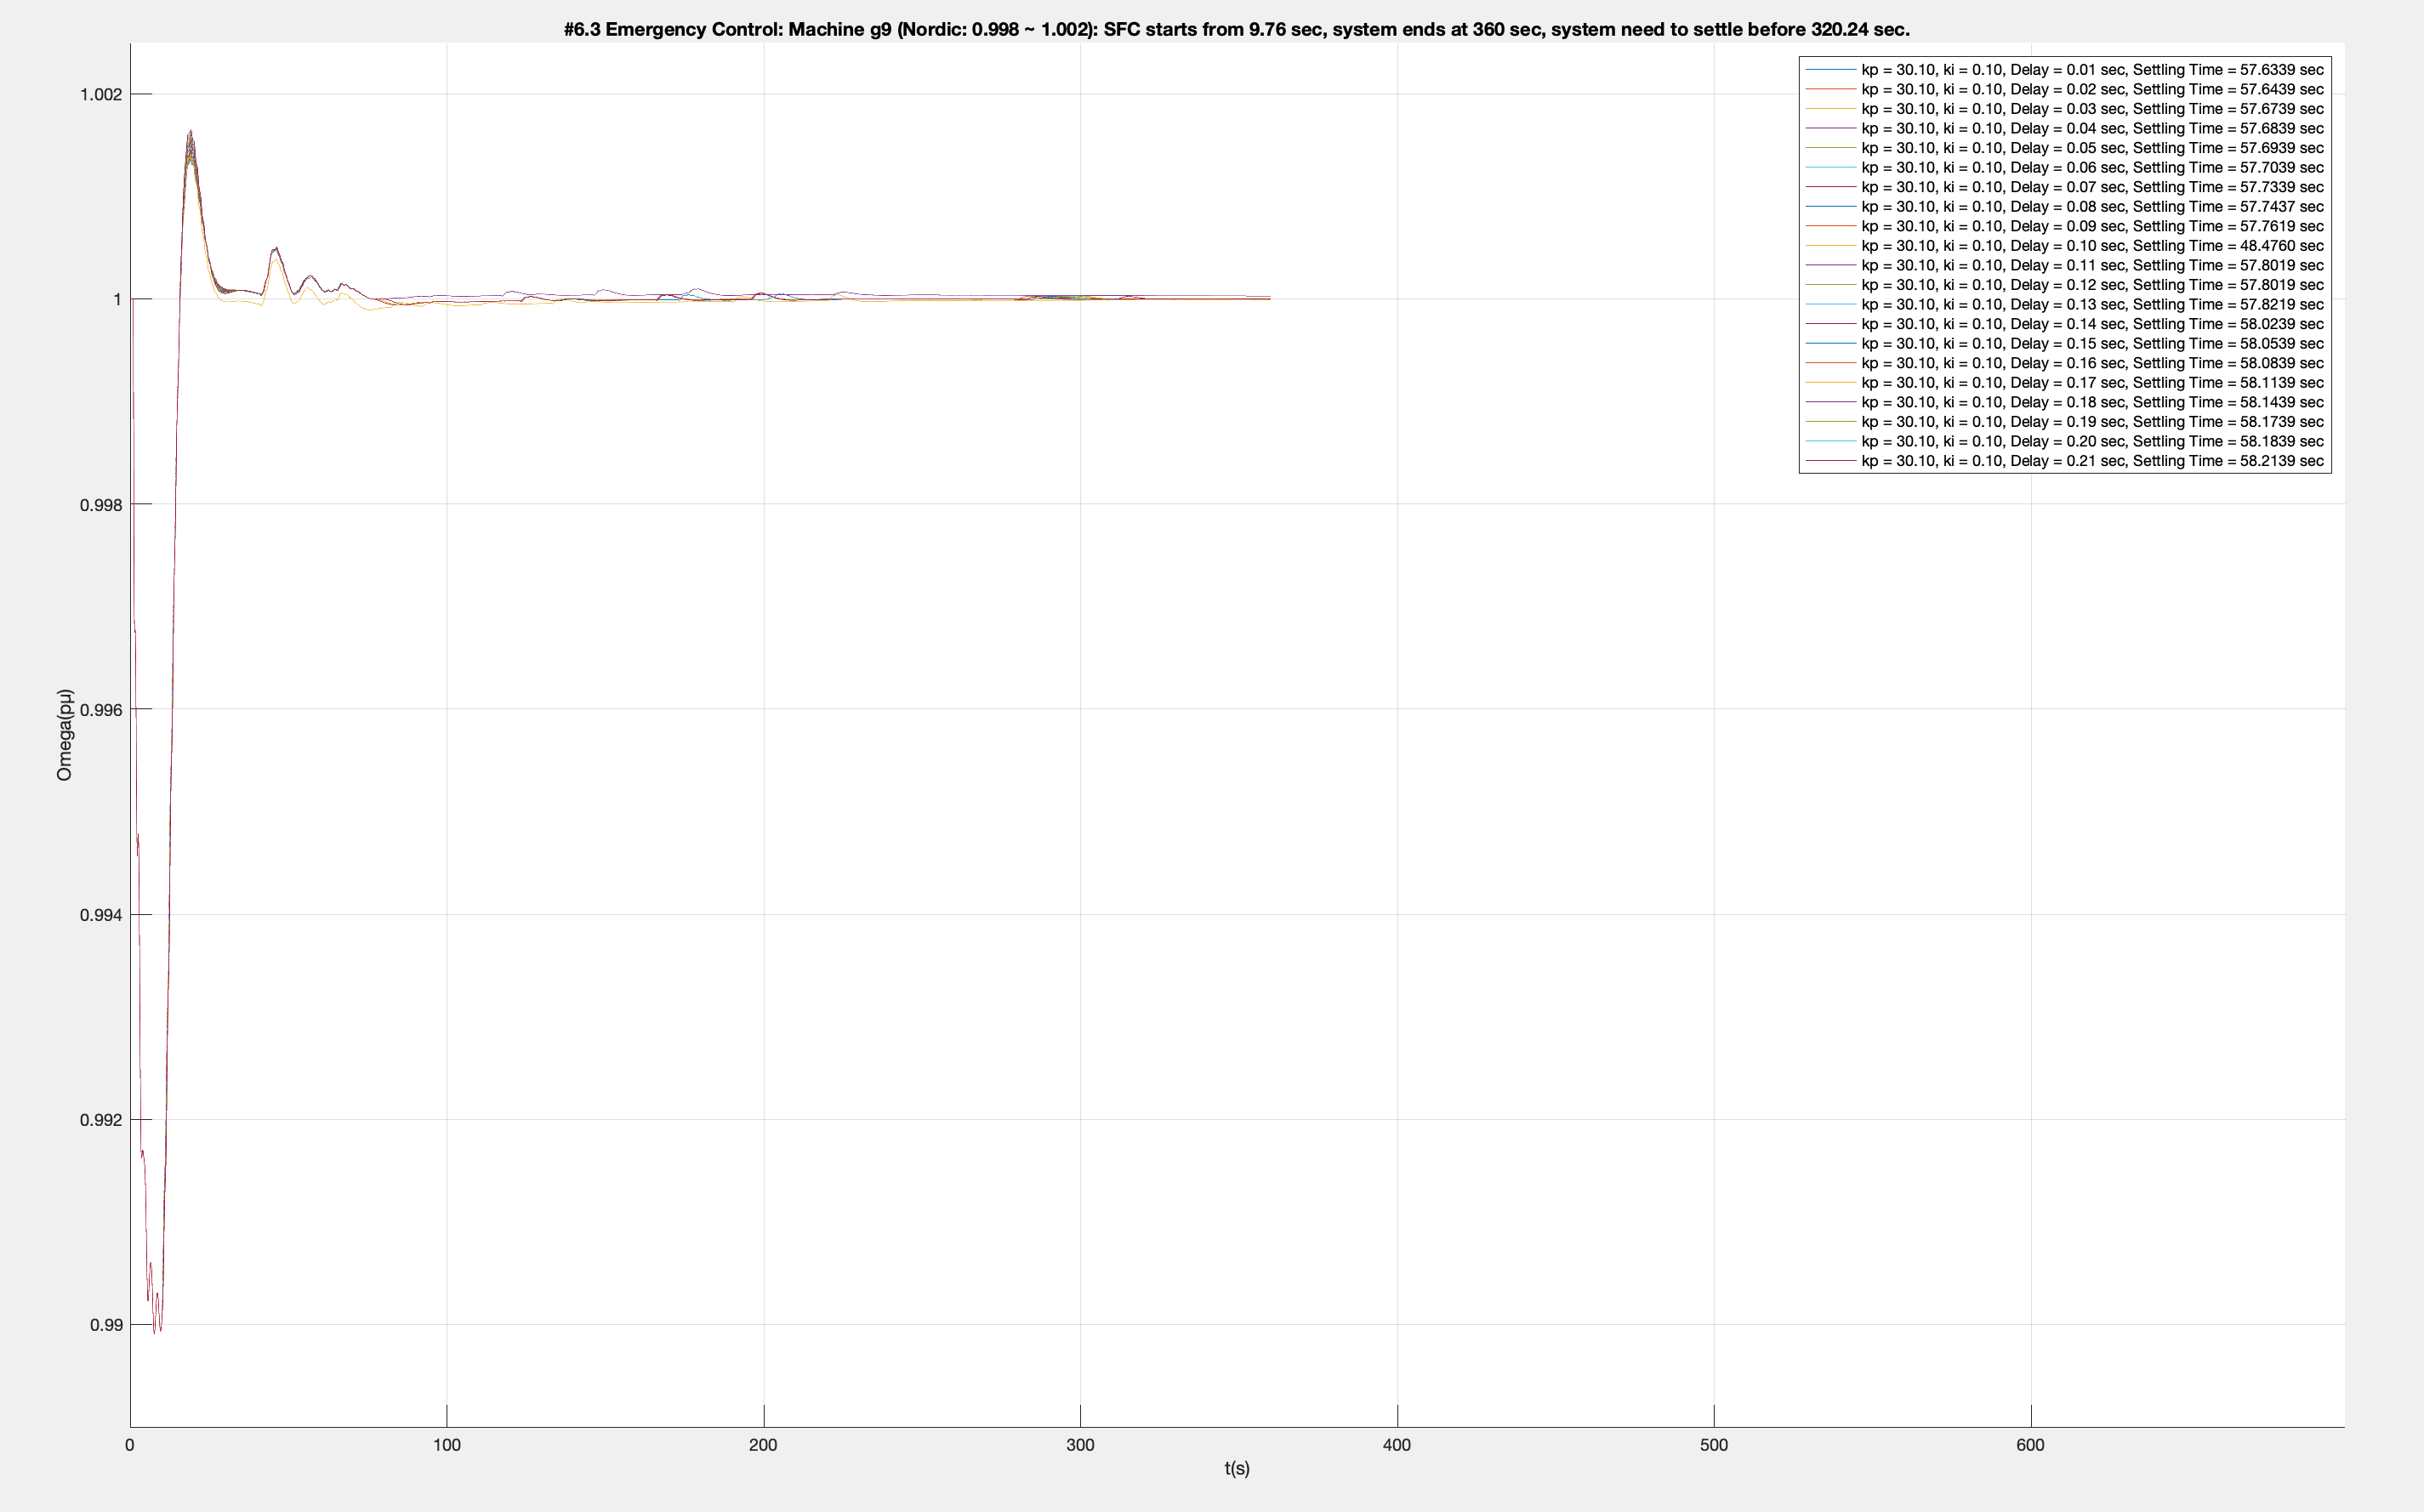 #6.3 Emergency Control: Machine g9 (Nordic: 0.998 ~ 1.002): SFC starts from 9.76 sec, system ends at 360 sec, system need to settle before 320.24 sec.
kp = 30.10, ki = 0.10, Delay = 0.01 sec, Settling Time = 57.6339 sec
kp = 30.10, ki = 0.10, Delay = 0.02 sec, Settling Time = 57.6439 sec
kp = 30.10, ki = 0.10, Delay = 0.03 sec, Settling Time = 57.6739 sec
kp = 30.10, ki = 0.10, Delay = 0.04 sec, Settling Time = 57.6839 sec
kp = 30.10, ki = 0.10, Delay = 0.05 sec, Settling Time = 57.6939 sec
kp = 30.10, ki = 0.10, Delay = 0.06 sec, Settling Time = 57.7039 sec
kp = 30.10, ki = 0.10, Delay = 0.07 sec, Settling Time = 57.7339 sec
kp = 30.10, ki = 0.10, Delay = 0.08 sec, Settling Time = 57.7437 sec
kp = 30.10, ki = 0.10, Delay = 0.09 sec, Settling Time = 57.7619 sec
kp = 30.10, ki = 0.10, Delay = 0.10 sec, Settling Time = 48.4760 sec
kp = 30.10, ki = 0.10, Delay = 0.11 sec, Settling Time = 57.8019 sec
kp = 30.10, ki = 0.10, Delay = 0.12 sec, Settling Time = 57.8019 sec
kp = 30.10, ki = 0.10, Delay = 0.13 sec, Settling Time = 57.8219 sec
kp = 30.10, ki = 0.10, Delay = 0.14 sec, Settling Time = 58.0239 sec
kp = 30.10, ki = 0.10, Delay = 0.15 sec, Settling Time = 58.0539 sec
kp = 30.10, ki = 0.10, Delay = 0.16 sec, Settling Time = 58.0839 sec
kp = 30.10, ki = 0.10, Delay = 0.17 sec, Settling Time = 58.1139 sec
kp = 30.10, ki = 0.10, Delay = 0.18 sec, Settling Time = 58.1439 sec
kp = 30.10, ki = 0.10, Delay = 0.19 sec, Settling Time = 58.1739 sec
kp = 30.10, ki = 0.10, Delay = 0.20 sec, Settling Time = 58.1839 sec
kp = 30.10, ki = 0.10, Delay = 0.21 sec, Settling Time = 58.2139 sec
1.002
1
0.998
0.996
0.994
0.992
0.99
Omega(pμ)
0 100 200 300 400 500 600
t(s)